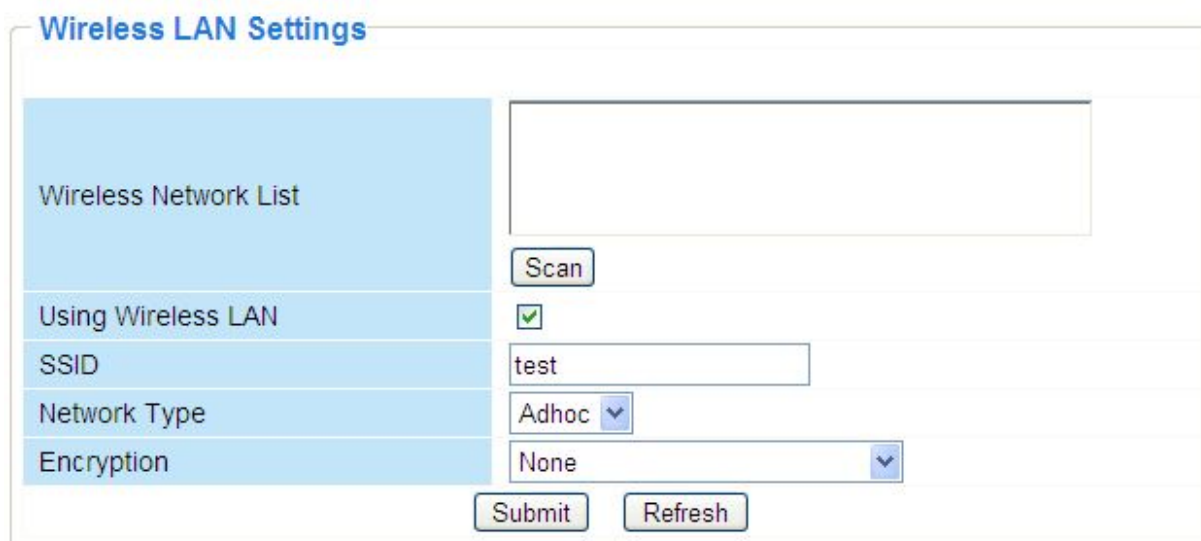 Wireless LAN Settings
Wireless Network List
Scan
Using Wireless LAN
SSID test
Network Type Adhoc
Encryption None
Submit Refresh